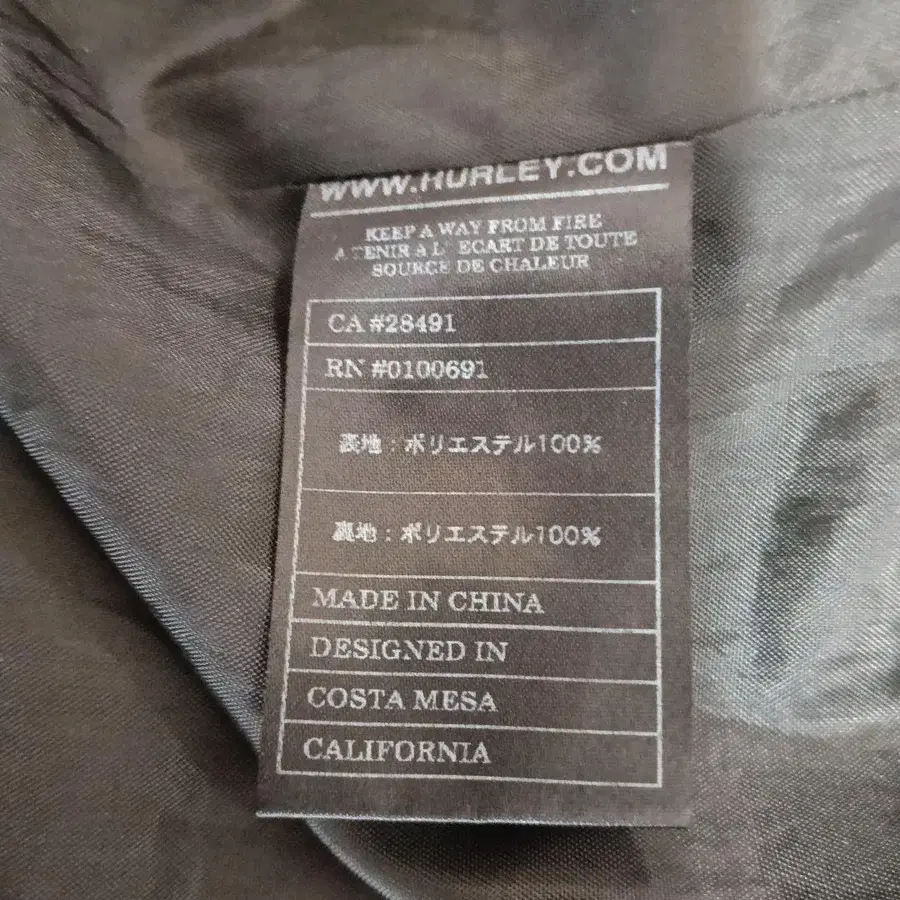 WWW.HURLEY.COM
KEEP A WAY FROM FIRE
A TENIR A L' ECART DE TOUTE
SOURCE DE CHALEUR
CA #28491
RN #0100691
表地:ポリエステル100%
裏地:ポリエステル100%
MADE IN CHINA
DESIGNED IN
COSTA MESA
CALIFORNIA